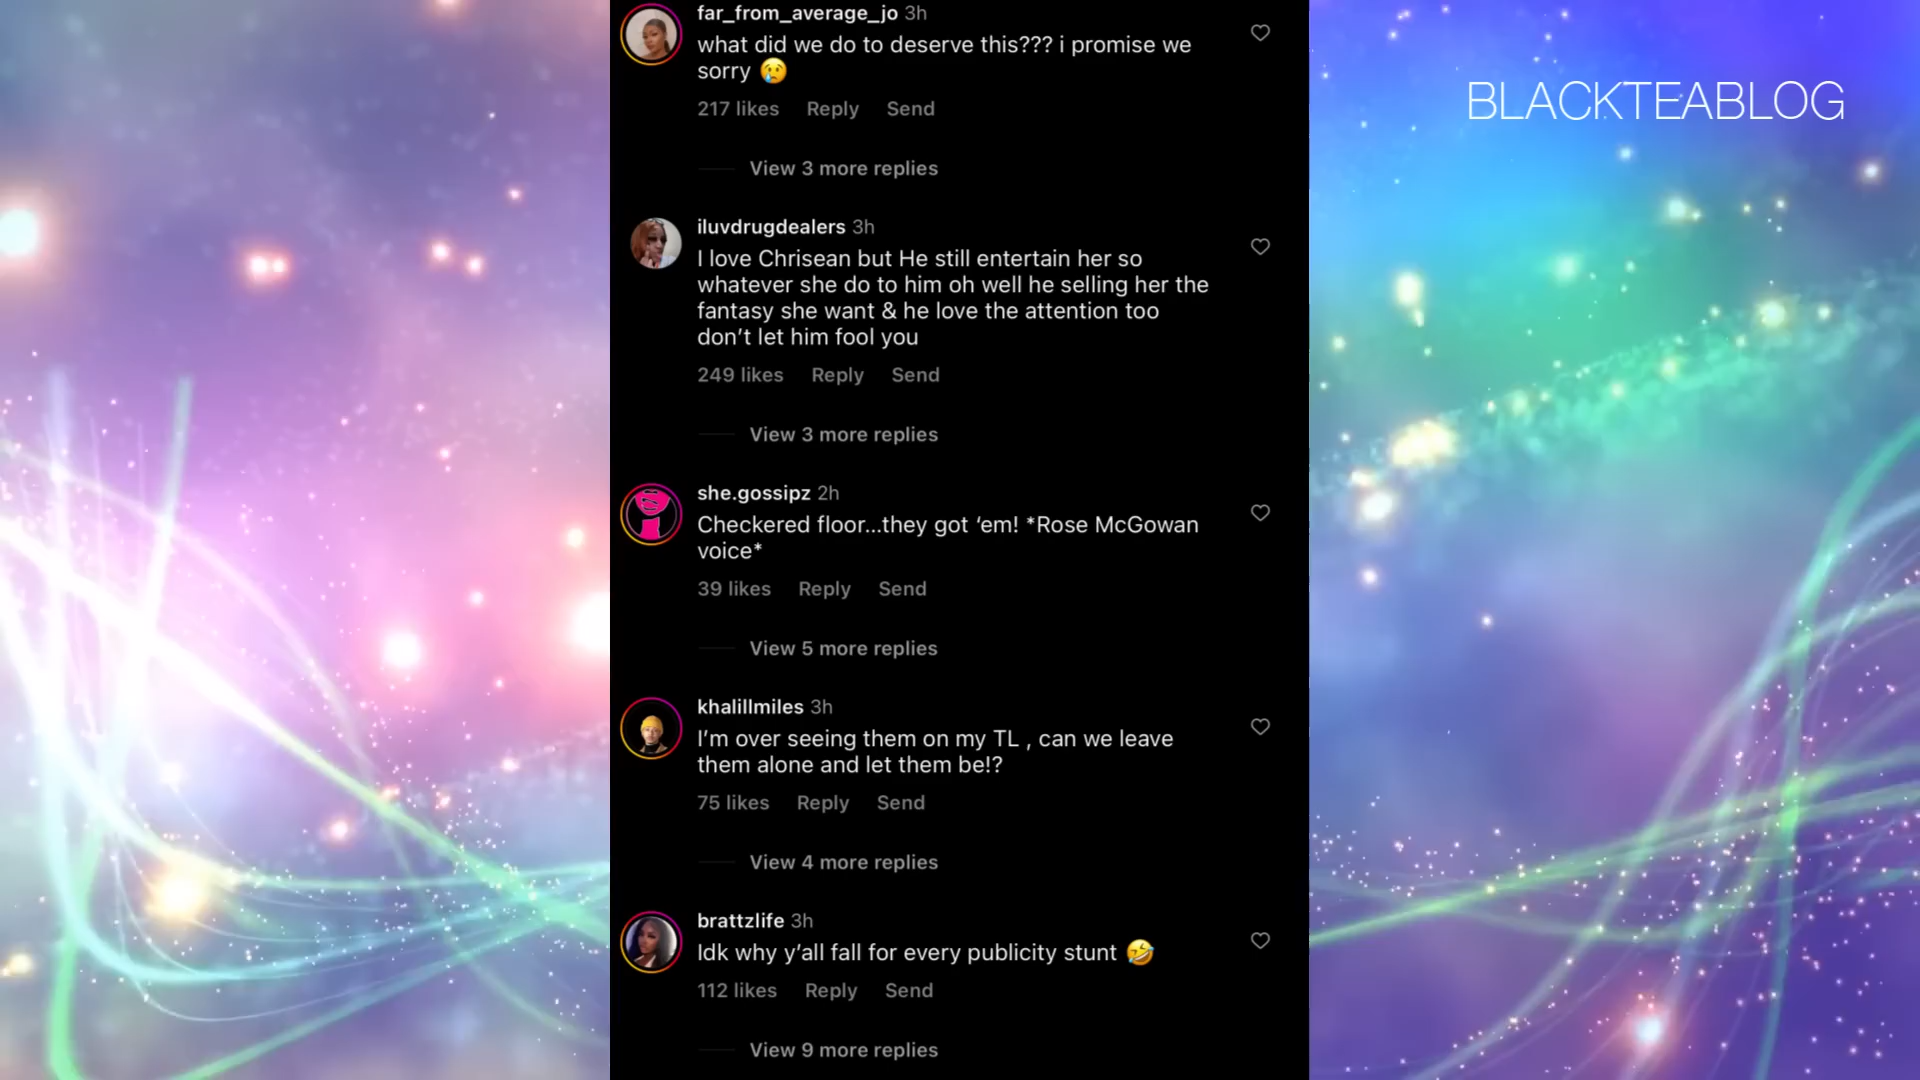 far_from_average_jo 3h
what did we do to deserve this??? i promise we
sorry 😢
217 likes Reply Send
View 3 more replies
BLACKTEABLOG
iluvdrugdealers 3h
I love Chrisean but He still entertain her so
whatever she do to him oh well he selling her the
fantasy she want & he love the attention too
don’t let him fool you
249 likes Reply Send
View 3 more replies
she.gossipz 2h
Checkered floor...they got ‘em! *Rose McGowan
voice*
39 likes Reply Send
View 5 more replies
khalillmiles 3h
I’m over seeing them on my TL , can we leave
them alone and let them be!?
75 likes Reply Send
View 4 more replies
brattzlife 3h
Idk why y’all fall for every publicity stunt 🤣
112 likes Reply Send
View 9 more replies